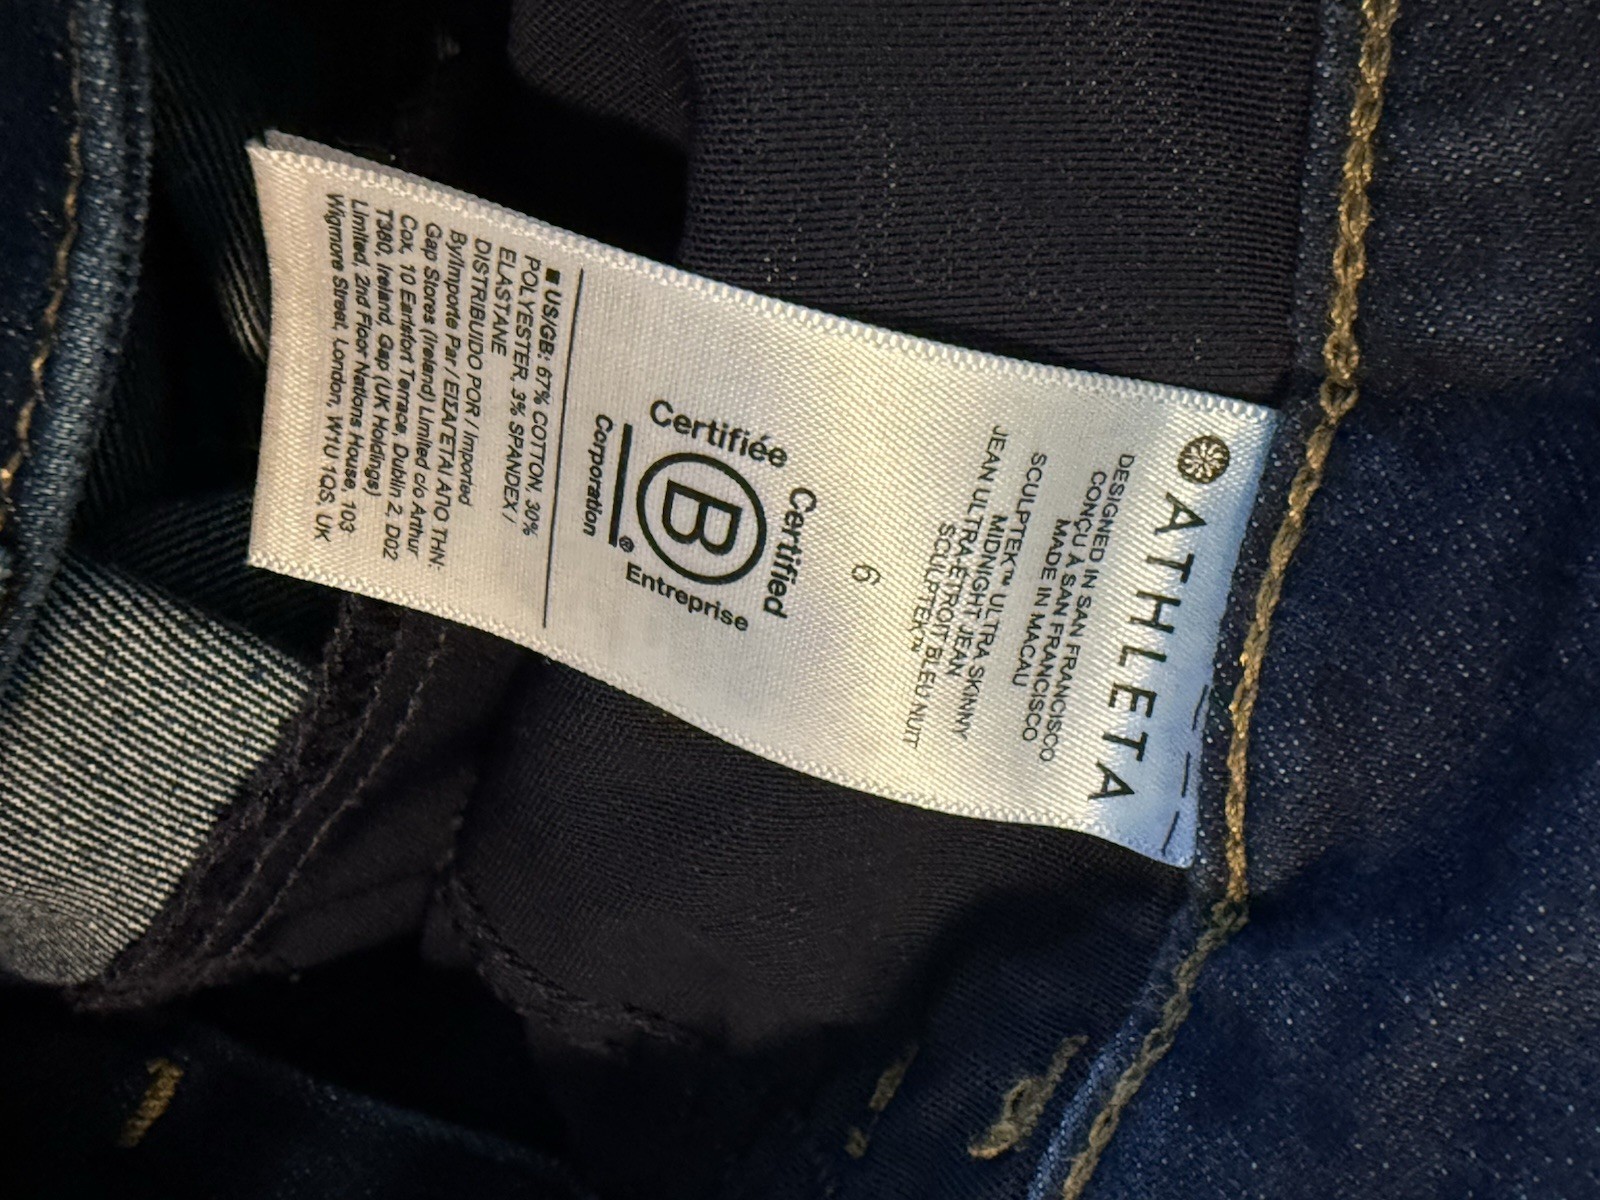 ATHLETA
DESIGNED IN SAN FRANCISCO
CONÇU À SAN FRANCISCO
MADE IN MACAU
SCULPTEK™ ULTRA SKINNY
MIDNIGHT JEAN
JEAN ULTRA-ÉTROIT BLEU NUIT
SCULPTEK™
6
Certified
Certifiée
B
®
Corporation
Entreprise
■ US/GB: 67% COTTON, 30%
POLYESTER, 3% SPANDEX /
ELASTANE
DISTRIBUIDO POR / Imported
By/Importe Par / ΕΙΣΑΓΕΤΑΙ ΑΠΟ ΤΗΝ:
Gap Stores (Ireland) Limited c/o Arthur
Cox, 10 Earlsfort Terrace, Dublin 2, D02
T380, Ireland, Gap (UK Holdings)
Limited, 2nd Floor Nations House, 103
Wigmore Street, London, W1U 1QS, UK